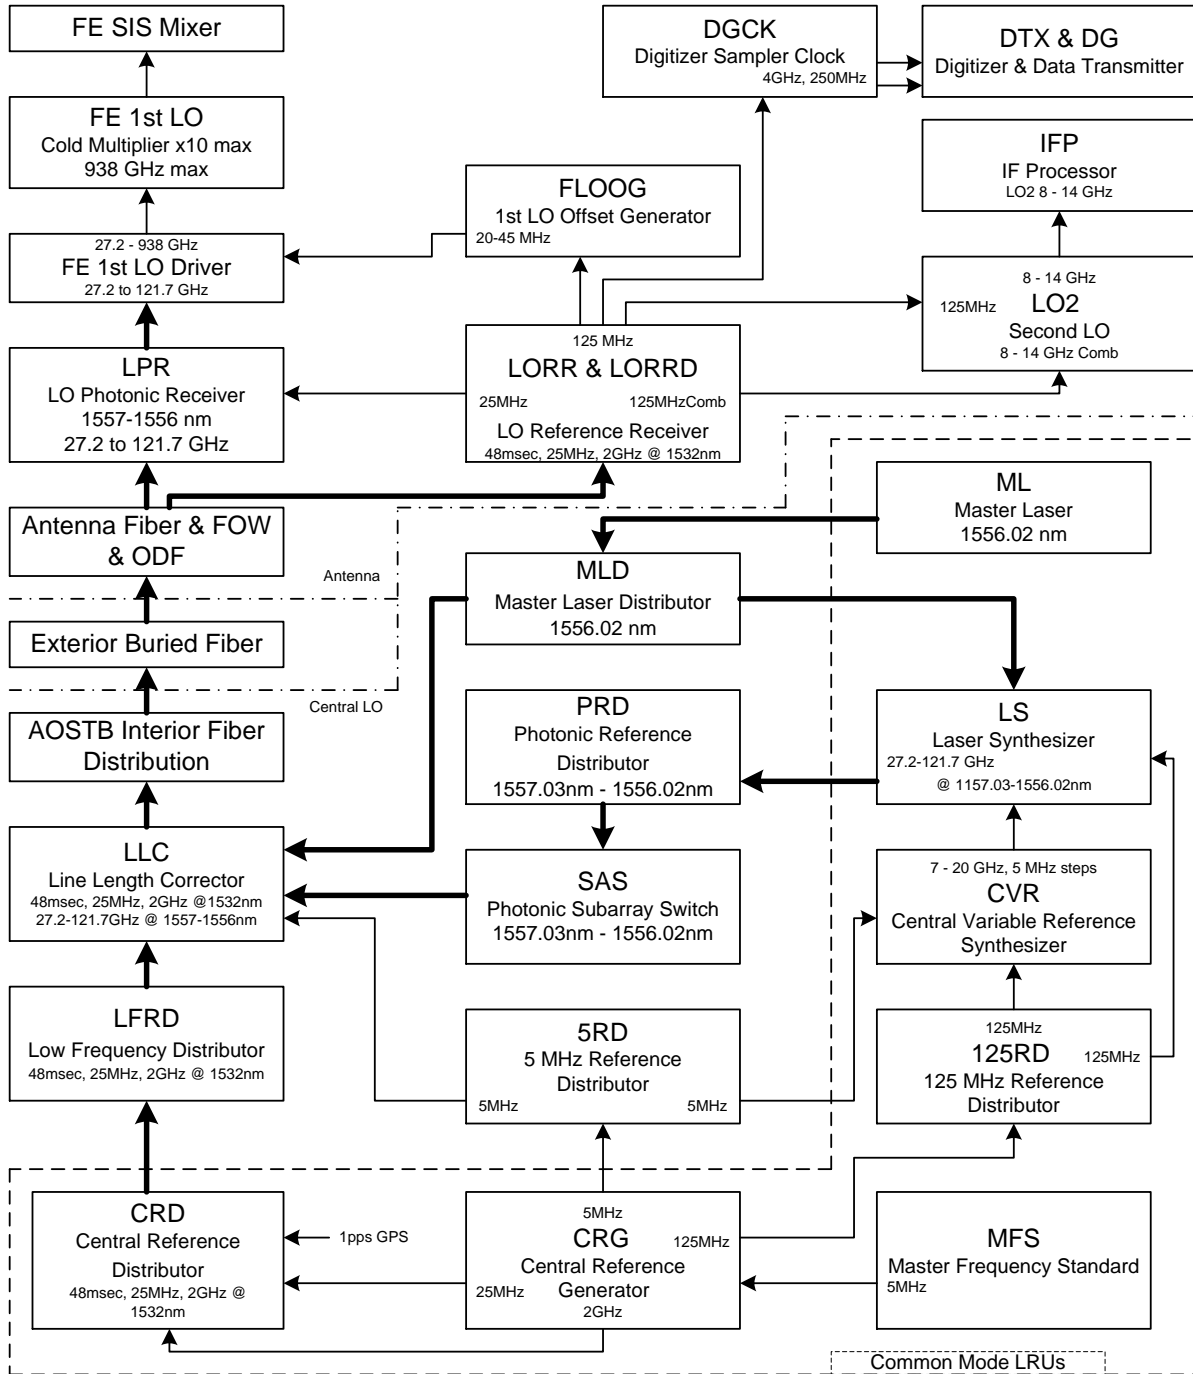 FE SIS Mixer
DGCK
Digitizer Sampler Clock
4GHz, 250MHz
DTX & DG
Digitizer & Data Transmitter
FE 1st LO
Cold Multiplier x10 max
938 GHz max
FLOOG
1st LO Offset Generator
20-45 MHz
IFP
IF Processor
LO2 8 - 14 GHz
27.2 - 938 GHz
FE 1st LO Driver
27.2 to 121.7 GHz
8 - 14 GHz
125MHz
LO2
Second LO
8 - 14 GHz Comb
LPR
LO Photonic Receiver
1557-1556 nm
27.2 to 121.7 GHz
125 MHz
LORR & LORRD
25MHz
125MHzComb
LO Reference Receiver
48msec, 25MHz, 2GHz @ 1532nm
ML
Master Laser
1556.02 nm
Antenna Fiber & FOW
& ODF
Antenna
MLD
Master Laser Distributor
1556.02 nm
Exterior Buried Fiber
Central LO
AOSTB Interior Fiber
Distribution
PRD
Photonic Reference
Distributor
1557.03nm - 1556.02nm
LS
Laser Synthesizer
27.2-121.7 GHz
@ 1157.03-1556.02nm
LLC
Line Length Corrector
48msec, 25MHz, 2GHz @1532nm
27.2-121.7GHz @ 1557-1556nm
SAS
Photonic Subarray Switch
1557.03nm - 1556.02nm
7 - 20 GHz, 5 MHz steps
CVR
Central Variable Reference
Synthesizer
LFRD
Low Frequency Distributor
48msec, 25MHz, 2GHz @ 1532nm
5RD
5 MHz Reference
Distributor
5MHz
5MHz
125MHz
125RD
125MHz
125 MHz Reference
Distributor
CRD
Central Reference
Distributor
48msec, 25MHz, 2GHz @
1532nm
1pps GPS
5MHz
CRG
125MHz
Central Reference
Generator
25MHz
2GHz
MFS
Master Frequency Standard
5MHz
Common Mode LRUs